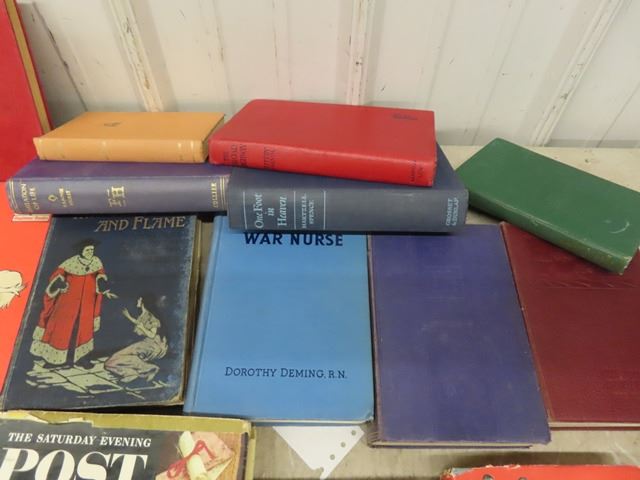 One Foot
in
Heaven
HARTZELL
SPENCE
GROSSET
& DUNLAP
COLLIER
AND FLAME
WAR NURSE
DOROTHY DEMING, R.N.
THE SATURDAY EVENING
POST